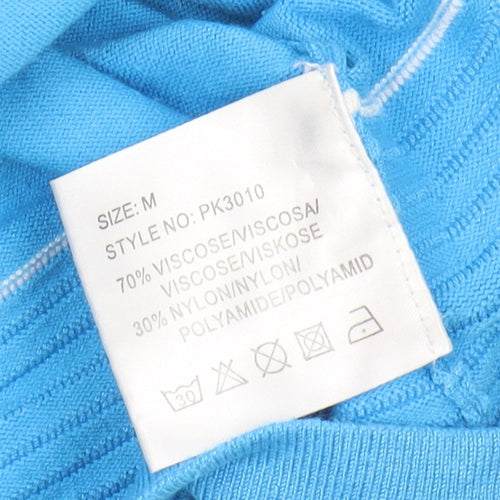 SIZE: M
STYLE NO: PK3010
70% VISCOSE/VISCOSA/
VISCOSE/VISKOSE
30% NYLON/NYLON/
POLYAMIDE/POLYAMID
30